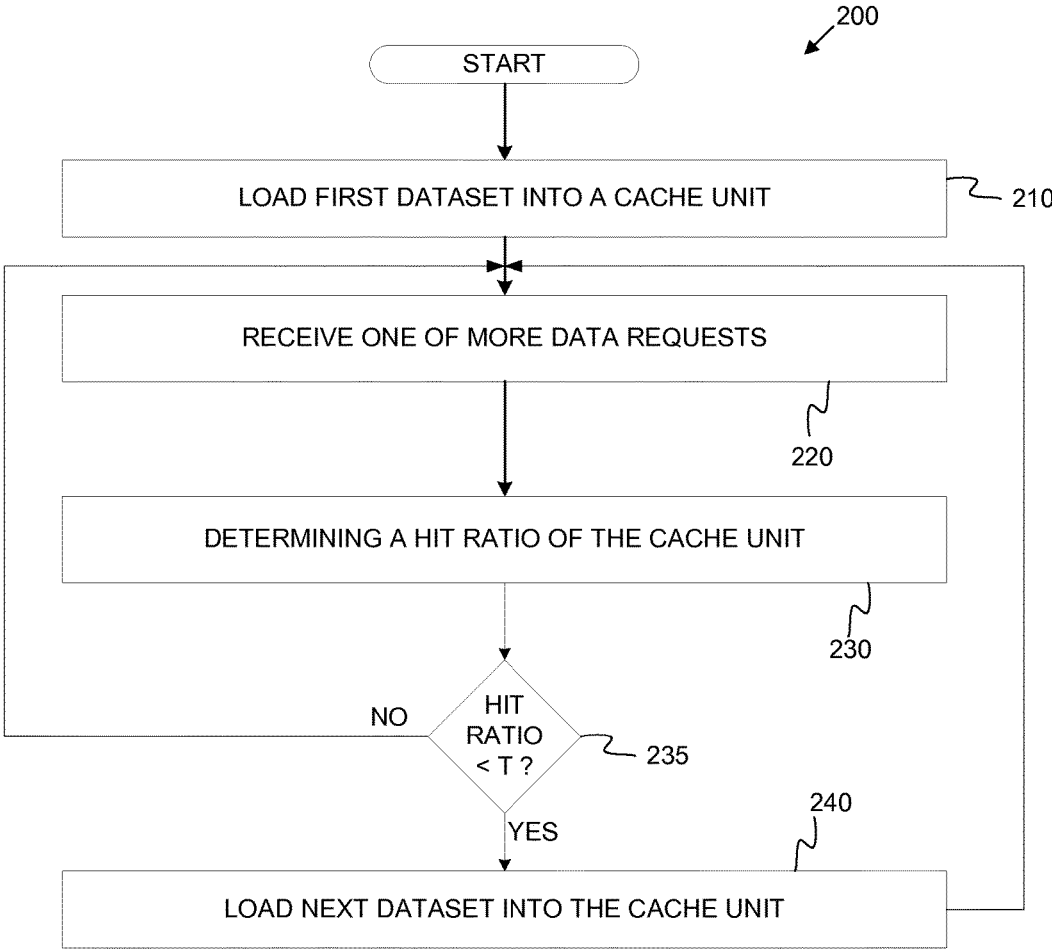 200
START
LOAD FIRST DATASET INTO A CACHE UNIT
210
RECEIVE ONE OF MORE DATA REQUESTS
220
DETERMINING A HIT RATIO OF THE CACHE UNIT
230
HIT
RATIO
< T ?
NO
235
YES
240
LOAD NEXT DATASET INTO THE CACHE UNIT